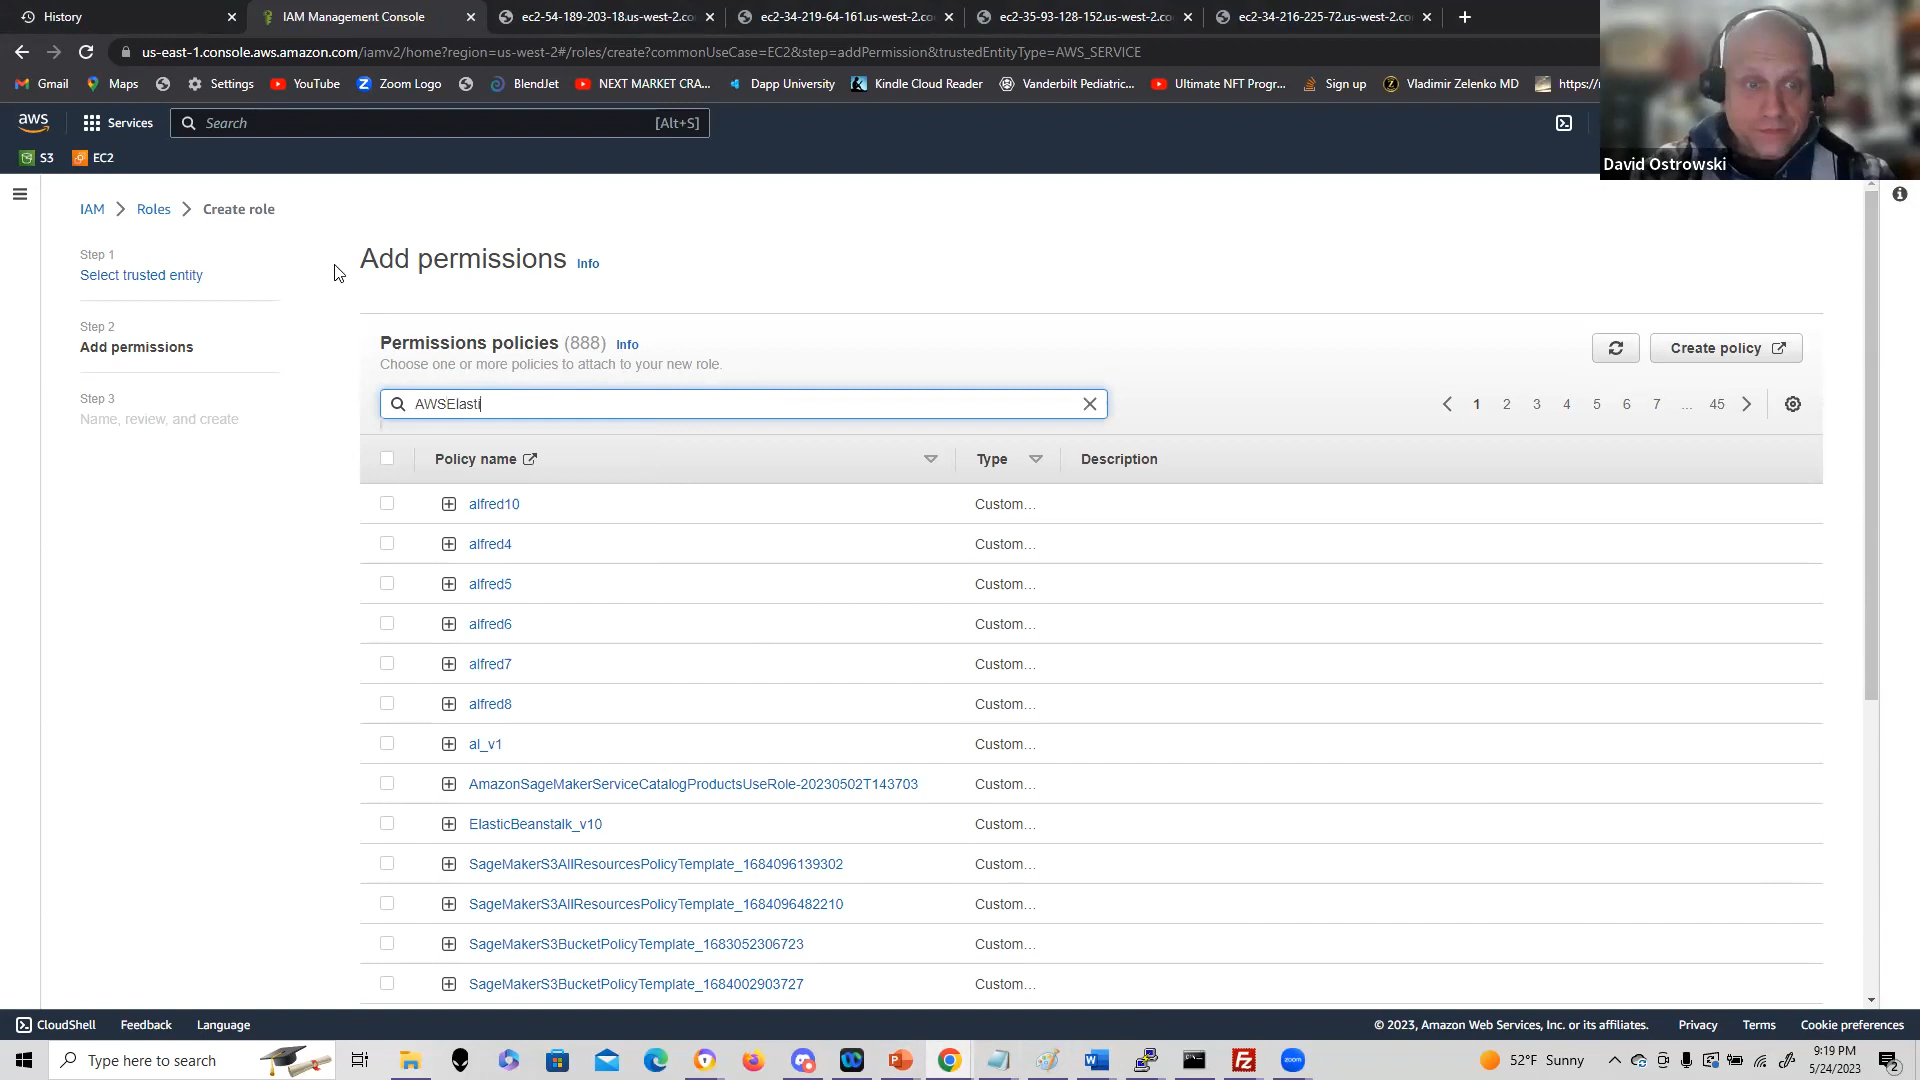 History
IAM Management Console
ec2-54-189-203-18.us-west-2.co
ec2-34-219-64-161.us-west-2.co
ec2-35-93-128-152.us-west-2.co
ec2-34-216-225-72.us-west-2.co
us-east-1.console.aws.amazon.com/iamv2/home?region=us-west-2#/roles/create?commonUseCase=EC2&step=addPermission&trustedEntityType=AWS_SERVICE
Gmail
Maps
Settings
YouTube
Zoom Logo
BlendJet
NEXT MARKET CRA...
Dapp University
Kindle Cloud Reader
Vanderbilt Pediatric...
Ultimate NFT Progr...
Sign up
Vladimir Zelenko MD
aws
Services
Search
[Alt+S]
David Ostrowski
S3
EC2
IAM
Roles
Create role
Step 1
Select trusted entity
Step 2
Add permissions
Step 3
Name, review, and create
Add permissions Info
Permissions policies (888) Info
Choose one or more policies to attach to your new role.
Create policy
AWSElasti
1 2 3 4 5 6 7 ... 45
Policy name
Type
Description
alfred10 Custom...
alfred4 Custom...
alfred5 Custom...
alfred6 Custom...
alfred7 Custom...
alfred8 Custom...
al_v1 Custom...
AmazonSageMakerServiceCatalogProductsUseRole-20230502T143703 Custom...
ElasticBeanstalk_v10 Custom...
SageMakerS3AllResourcesPolicyTemplate_1684096139302 Custom...
SageMakerS3AllResourcesPolicyTemplate_1684096482210 Custom...
SageMakerS3BucketPolicyTemplate_1683052306723 Custom...
SageMakerS3BucketPolicyTemplate_1684002903727 Custom...
CloudShell
Feedback
Language
© 2023, Amazon Web Services, Inc. or its affiliates.
Privacy
Terms
Cookie preferences
Type here to search
zoom
52°F Sunny
9:19 PM
5/24/2023
2